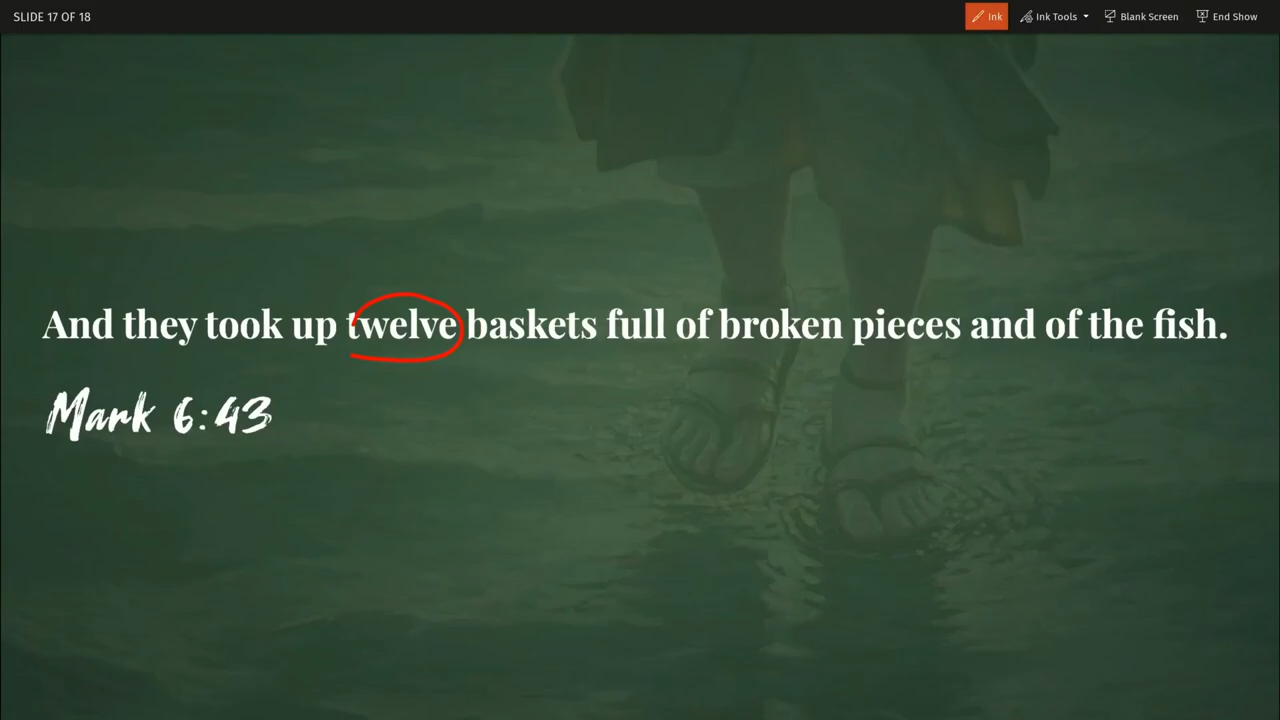 SLIDE 17 OF 18
Ink
Ink Tools
Blank Screen
End Show
And they took up twelve baskets full of broken pieces and of the fish.
Mark 6:43